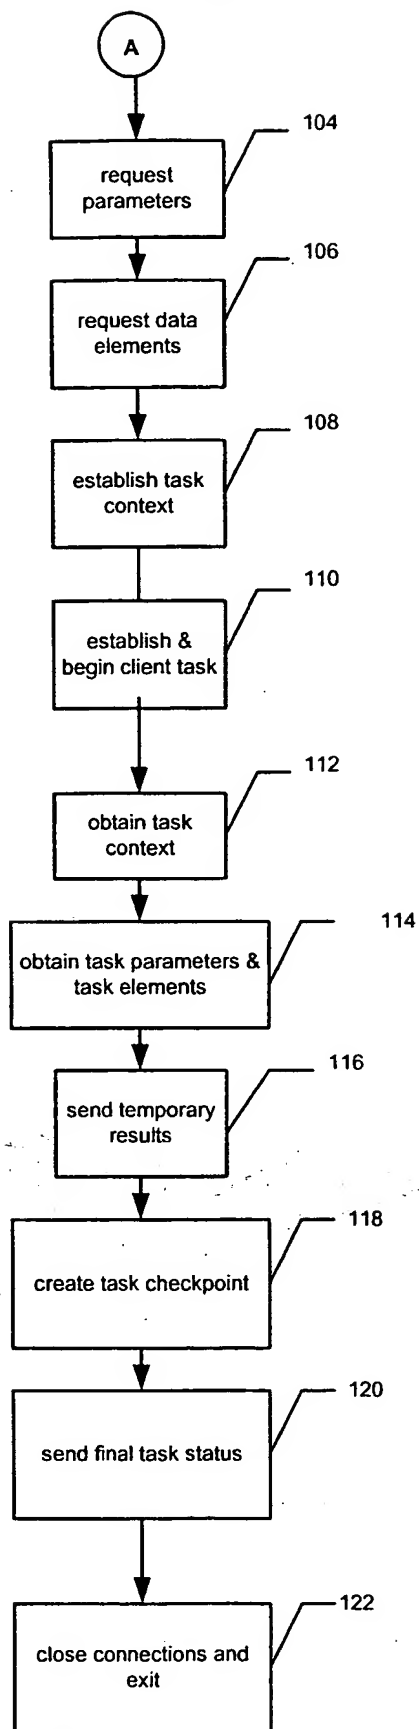 A
104
request
parameters
106
request data
elements
108
establish task
context
110
establish &
begin client task
112
obtain task
context
114
obtain task parameters &
task elements
116
send temporary
results
118
create task checkpoint
120
send final task status
122
close connections and
exit